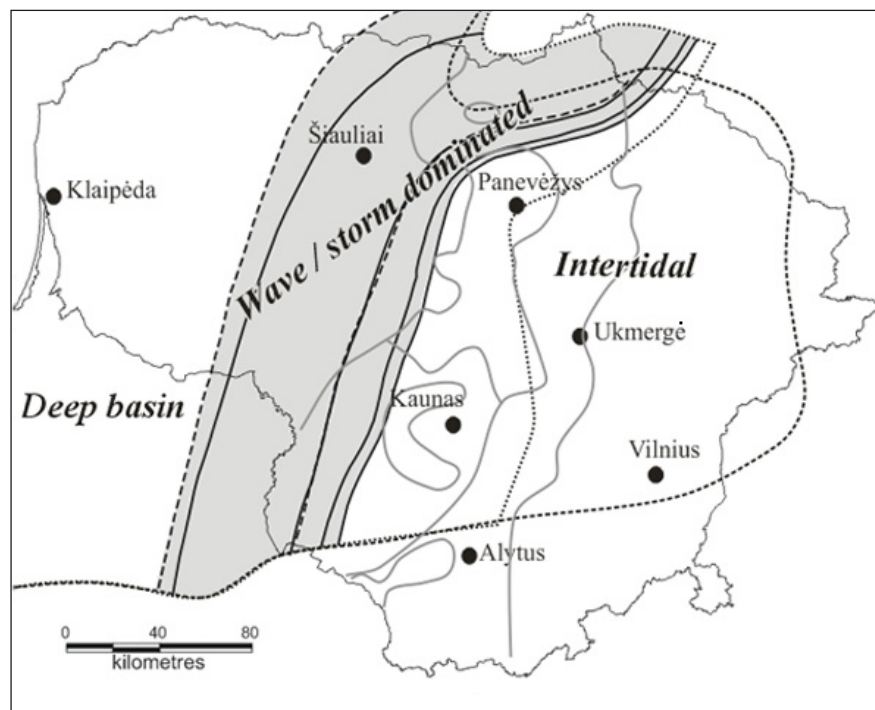 Šiauliai
Wave / storm dominated
Klaipėda
Panevėžys
Intertidal
Ukmergė
Deep basin
Kaunas
Vilnius
Alytus
0 40 80
kilometres